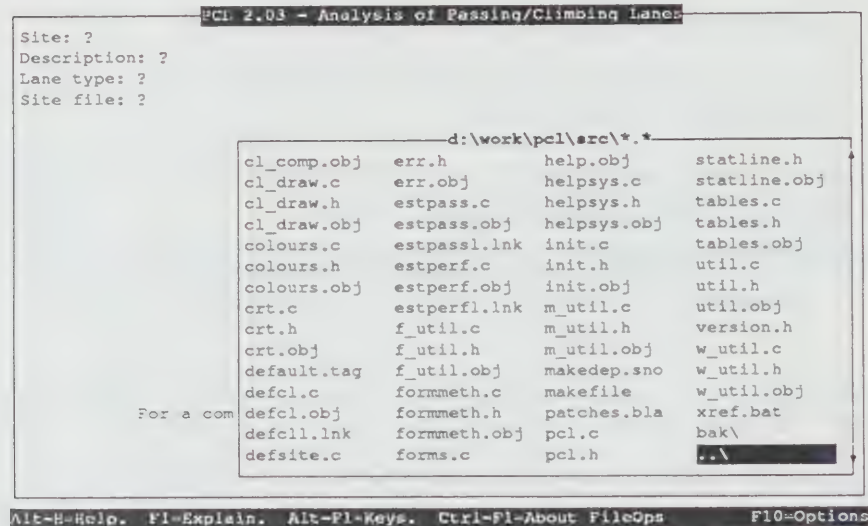 PCL 2.03 - Analysis of Passing/Climbing Lanes
Site: ?
Description: ?
Lane type: ?
Site file: ?
d:\work\pcl\src\*.*
cl_comp.obj err.h help.obj statline.h
cl_draw.c err.obj helpsys.c statline.obj
cl_draw.h estpass.c helpsys.h tables.c
cl_draw.obj estpass.obj helpsys.obj tables.h
colours.c estpassl.lnk init.c tables.obj
colours.h estperf.c init.h util.c
colours.obj estperf.obj init.obj util.h
crt.c estperfl.lnk m_util.c util.obj
crt.h f_util.c m_util.h version.h
crt.obj f_util.h m_util.obj w_util.c
default.tag f_util.obj makedep.sno w_util.h
defcl.c formmeth.c makefile w_util.obj
For a com defcl.obj formmeth.h patches.bla xref.bat
defcll.lnk formmeth.obj pcl.c bak\
defsite.c forms.c pcl.h ..\
Alt-H=Help. F1=Explain. Alt-F1=Keys. Ctrl-F1=About FileOps F10=Options